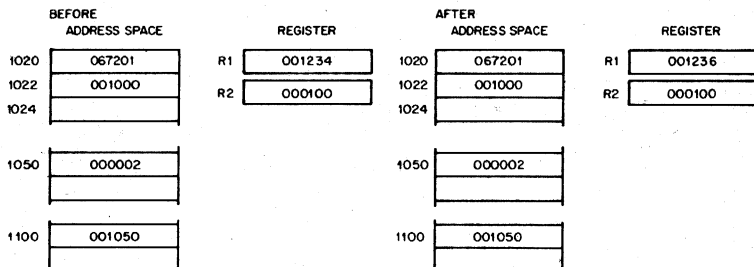 BEFORE
ADDRESS SPACE
REGISTER
1020 067201
R1 001234
1022 001000
R2 000100
1024
1050 000002
1100 001050
AFTER
ADDRESS SPACE
REGISTER
1020 067201
R1 001236
1022 001000
R2 000100
1024
1050 000002
1100 001050